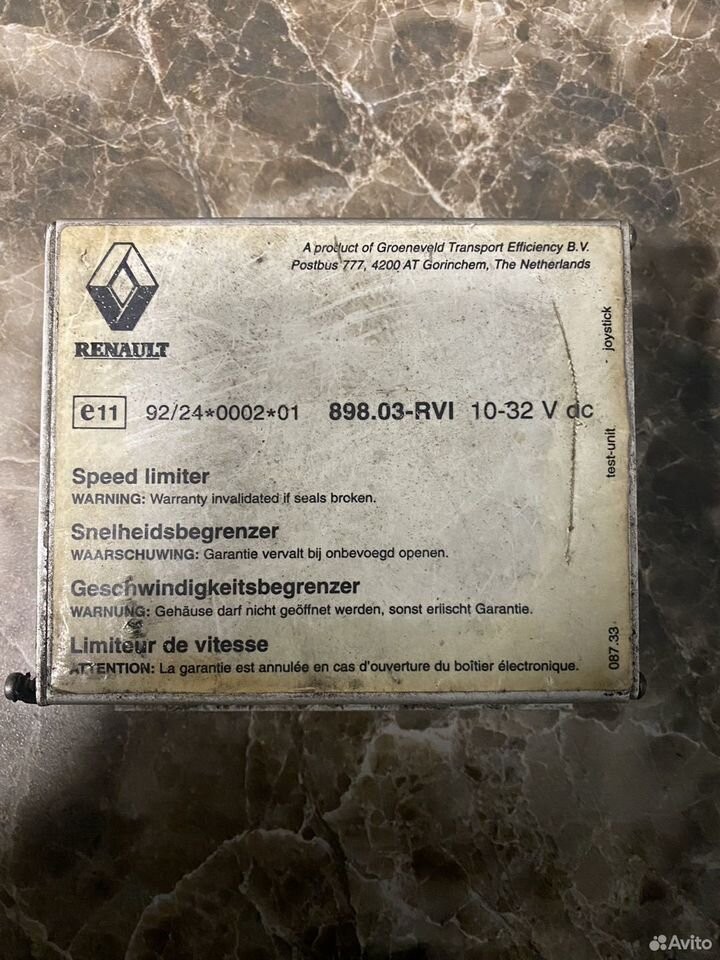 A product of Groeneveld Transport Efficiency B.V.
Postbus 777, 4200 AT Gorinchem, The Netherlands
RENAULT
e11 92/24*0002*01 898.03-RVI 10-32 V dc
Speed limiter
WARNING: Warranty invalidated if seals broken.
Snelheidsbegrenzer
WAARSCHUWING: Garantie vervalt bij onbevoegd openen.
Geschwindigkeitsbegrenzer
WARNUNG: Gehäuse darf nicht geöffnet werden, sonst erlischt Garantie.
Limiteur de vitesse
ATTENTION: La garantie est annulée en cas d'ouverture du boîtier électronique.
joystick
test-unit
087.33
Avito